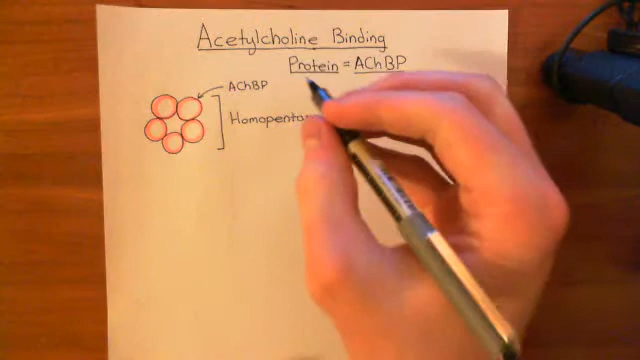 Acetylcholine Binding
Protein = AChBP
AChBP